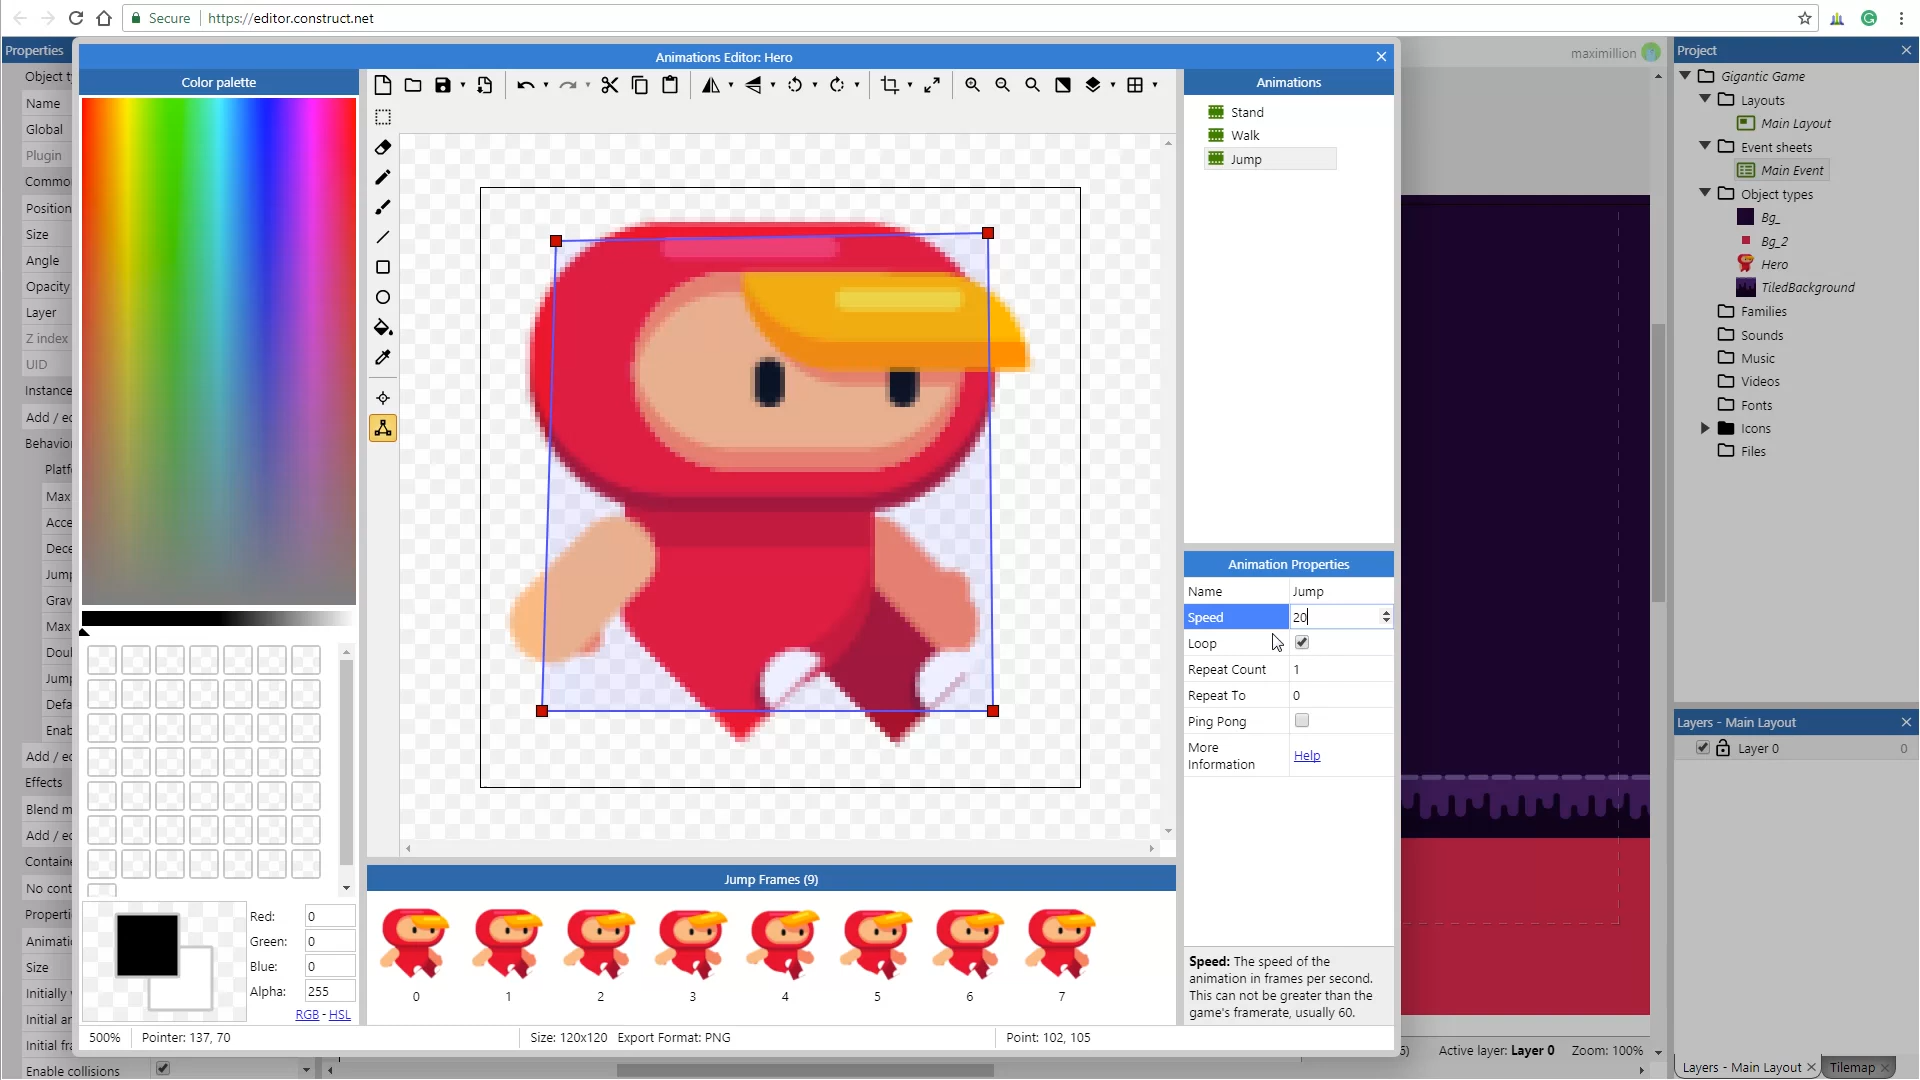 Secure
https://editor.construct.net
Properties
Name
Global
Plugin
Position
Size
Angle
Opacity
Layer
Z index
UID
Add / ec
Effects
Blend m
Add / ec
Size
Enable collisions
Animations Editor: Hero
Color palette
Red: 0
Green: 0
Blue: 0
Alpha: 255
RGB - HSL
500%
Pointer: 137, 70
Size: 120x120
Export Format: PNG
Point: 102, 105
Jump Frames (9)
0
1
2
3
4
5
6
7
Animations
Stand
Walk
Jump
Animation Properties
Name Jump
Speed 20
Loop
Repeat Count 1
Repeat To 0
Ping Pong
More
Information
Help
Speed: The speed of the
animation in frames per second.
This can not be greater than the
game's framerate, usually 60.
maximillion
Active layer: Layer 0
Zoom: 100%
Project
Gigantic Game
Layouts
Main Layout
Event sheets
Main Event
Object types
Bg_
Bg_2
Hero
TiledBackground
Families
Sounds
Music
Videos
Fonts
Icons
Files
Layers - Main Layout
Layer 0 0
Layers - Main Layout
Tilemap